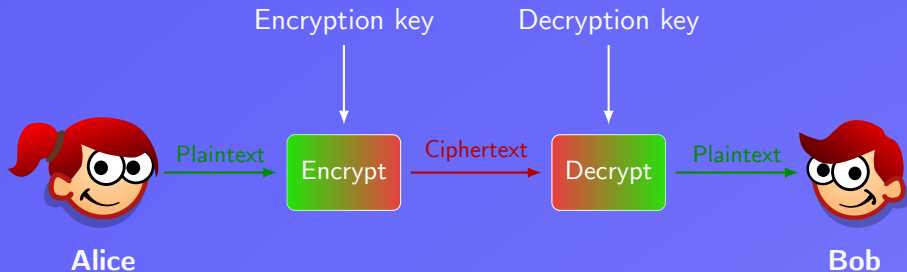 Encryption key
Decryption key
Plaintext
Encrypt
Ciphertext
Decrypt
Plaintext
Alice
Bob